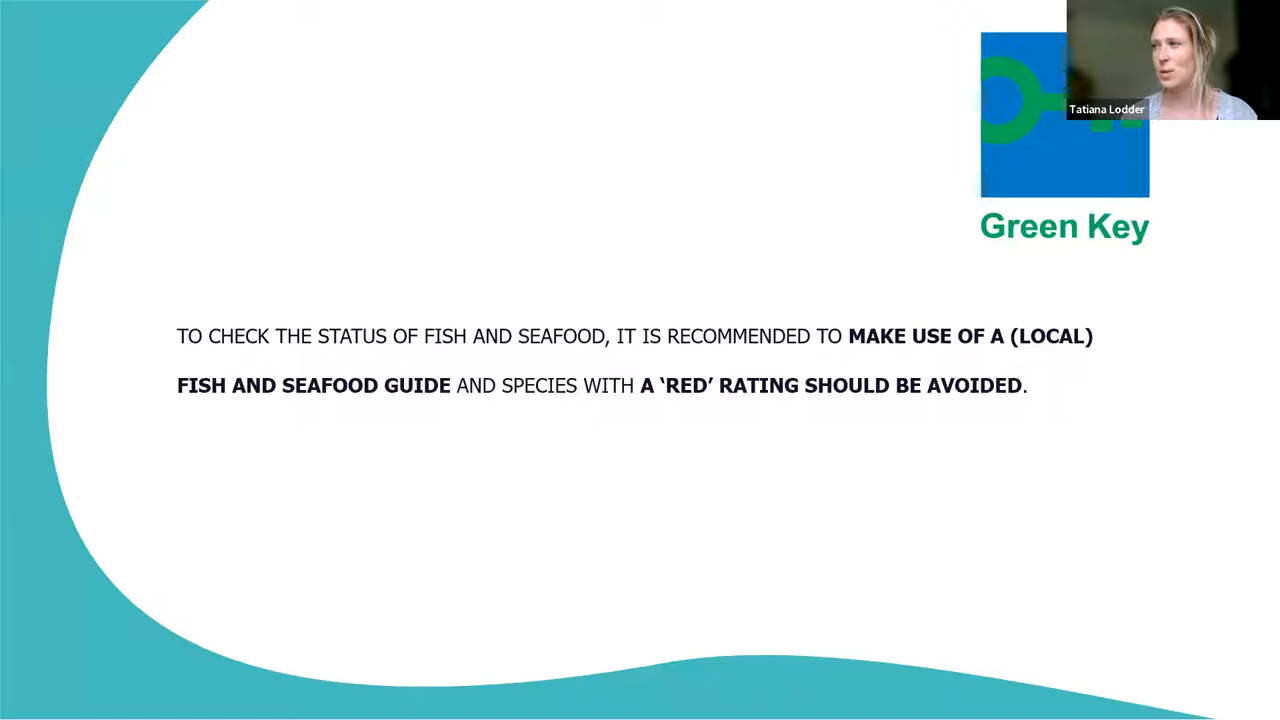 Tatiana Lodder
Green Key
TO CHECK THE STATUS OF FISH AND SEAFOOD, IT IS RECOMMENDED TO MAKE USE OF A (LOCAL)
FISH AND SEAFOOD GUIDE AND SPECIES WITH A ‘RED’ RATING SHOULD BE AVOIDED.